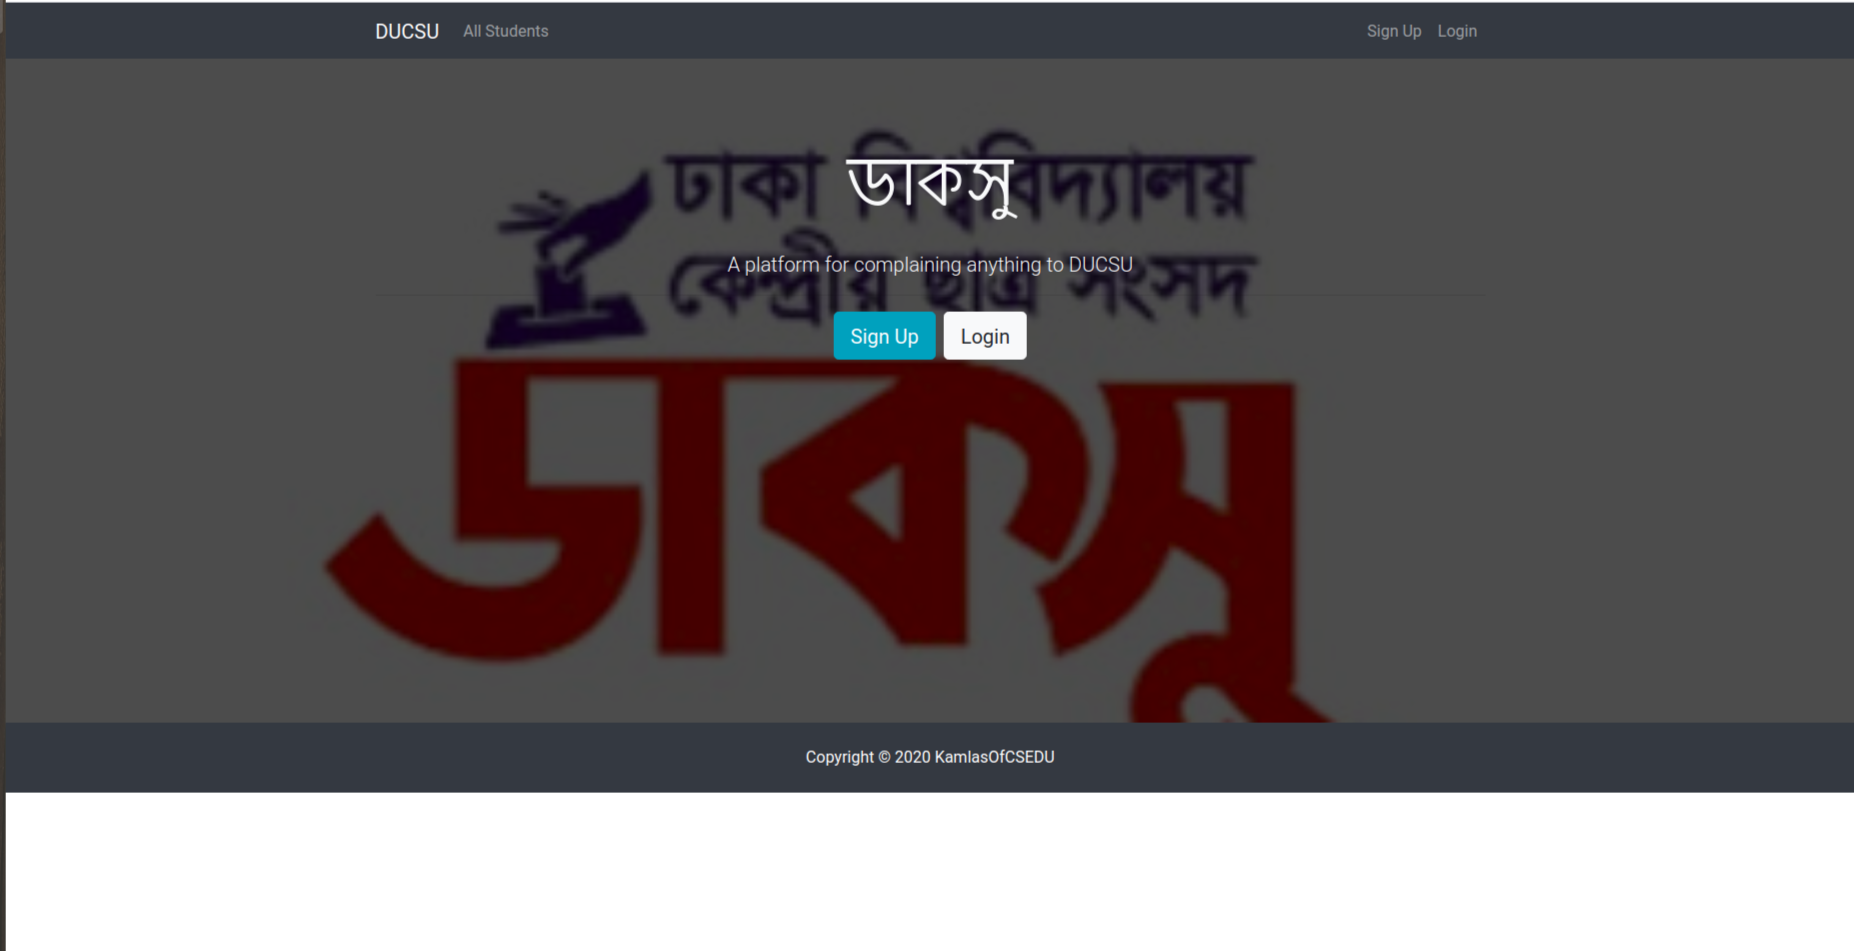 DUCSU All Students Sign Up Login
ঢাকা বিশ্ববিদ্যালয়
ডাকসু
A platform for complaining anything to DUCSU
কেন্দ্রীয় ছাত্র সংসদ
Sign Up Login
ডাকসু
Copyright © 2020 KamlasOfCSEDU